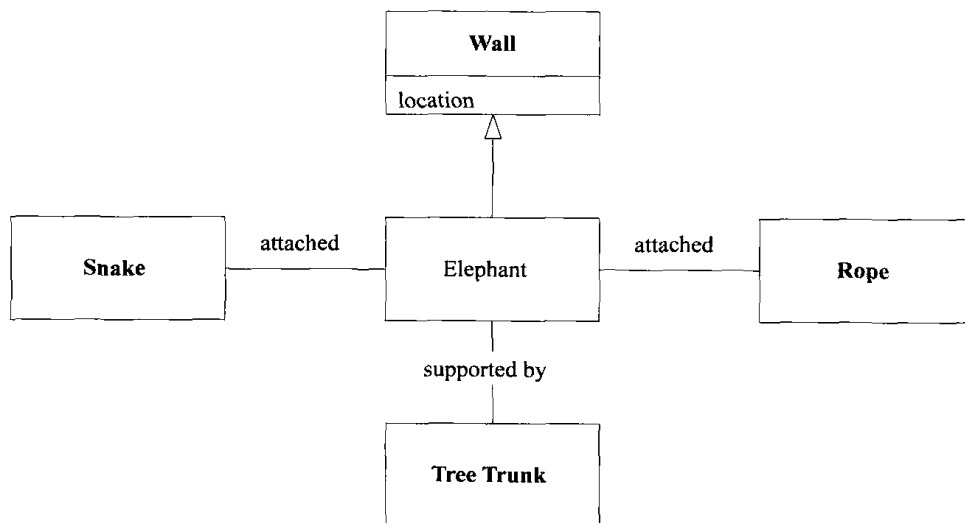 Wall
location
attached
attached
Snake
Elephant
Rope
supported by
Tree Trunk